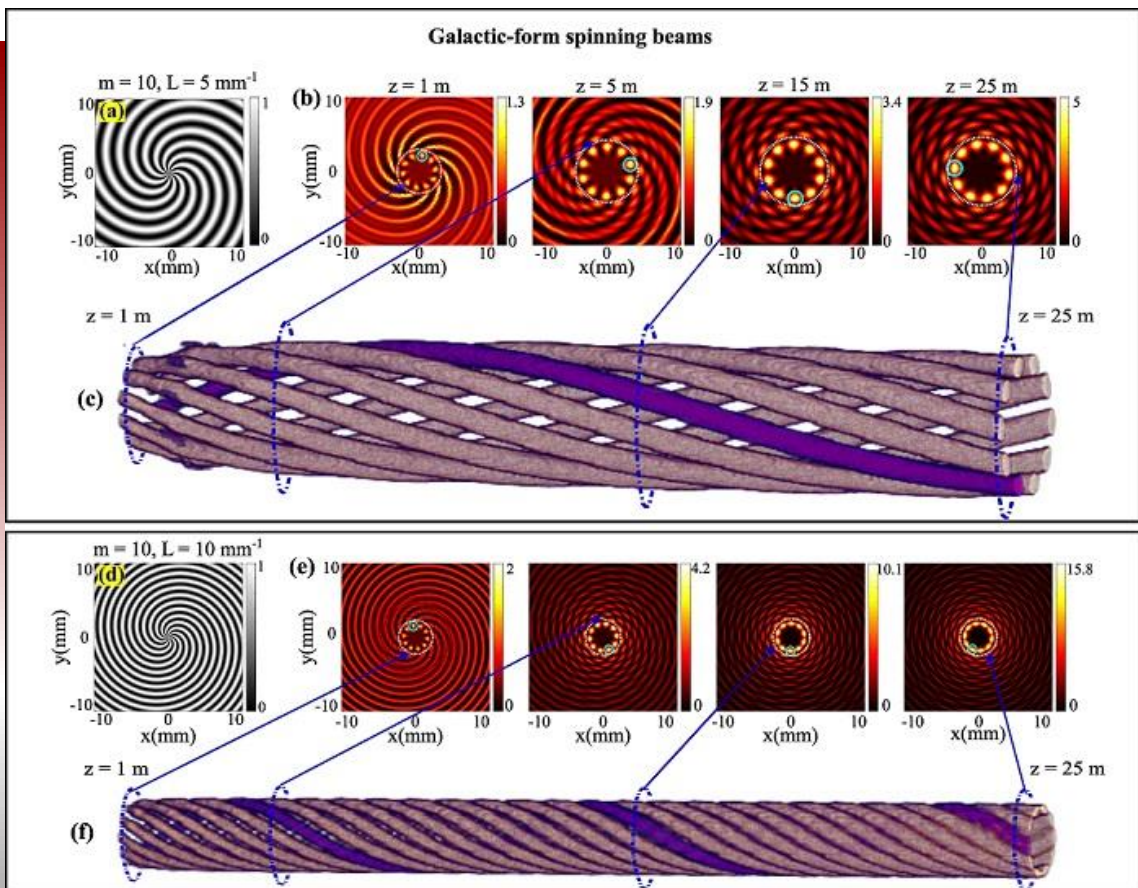 Galactic-form spinning beams
m = 10, L = 5 mm⁻¹
(a)
1
0
10
0
-10
y(mm)
-10 0 10
x(mm)
(b)
z = 1 m
1.3
0
10
0
-10
y(mm)
-10 0 10
x(mm)
z = 5 m
1.9
0
-10 0 10
x(mm)
z = 15 m
3.4
0
-10 0 10
x(mm)
z = 25 m
5
0
-10 0 10
x(mm)
z = 1 m
z = 25 m
(c)
m = 10, L = 10 mm⁻¹
(d)
1
0
10
0
-10
y(mm)
-10 0 10
x(mm)
(e)
2
0
10
0
-10
y(mm)
-10 0 10
x(mm)
4.2
0
-10 0 10
x(mm)
10.1
0
-10 0 10
x(mm)
15.8
0
-10 0 10
x(mm)
z = 1 m
z = 25 m
(f)